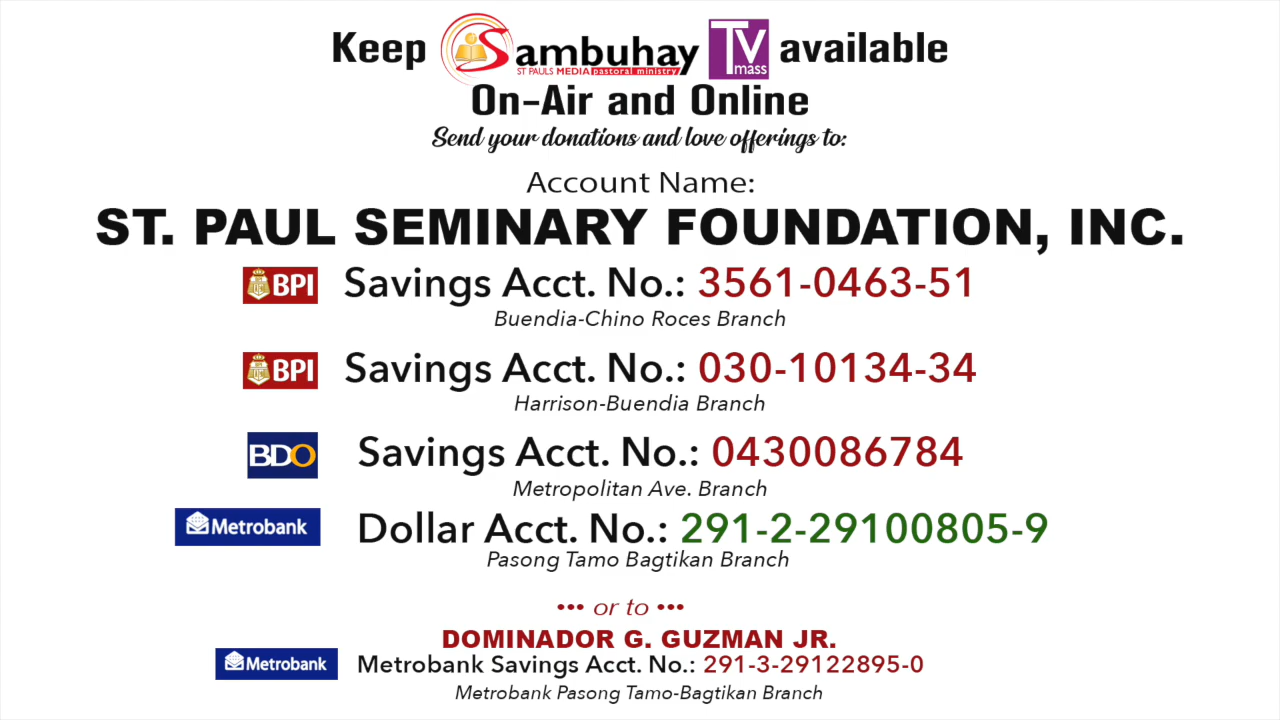 Keep Sambuhay TV mass available
ST PAULS MEDIA pastoral ministry
On-Air and Online
Send your donations and love offerings to:
Account Name:
ST. PAUL SEMINARY FOUNDATION, INC.
BPI Savings Acct. No.: 3561-0463-51
Buendia-Chino Roces Branch
BPI Savings Acct. No.: 030-10134-34
Harrison-Buendia Branch
BDO Savings Acct. No.: 0430086784
Metropolitan Ave. Branch
Metrobank Dollar Acct. No.: 291-2-29100805-9
Pasong Tamo Bagtikan Branch
••• or to •••
DOMINADOR G. GUZMAN JR.
Metrobank Metrobank Savings Acct. No.: 291-3-29122895-0
Metrobank Pasong Tamo-Bagtikan Branch